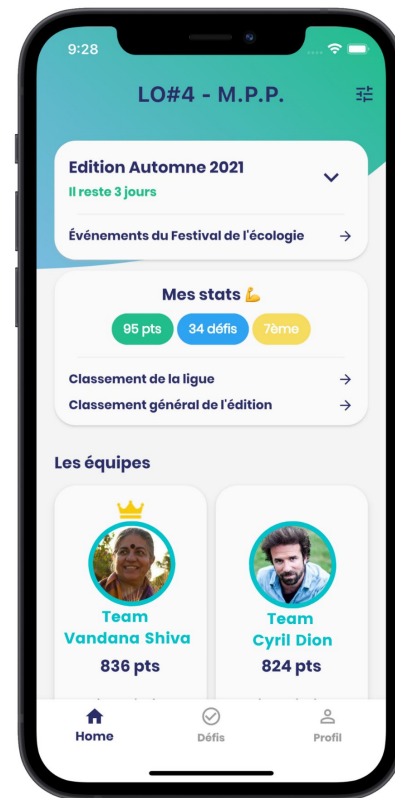 9:28
LO#4 - M.P.P.
Edition Automne 2021
Il reste 3 jours
Événements du Festival de l'écologie
Mes stats
95 pts
34 défis
7ème
Classement de la ligue
Classement général de l'édition
Les équipes
Team
Vandana Shiva
836 pts
Team
Cyril Dion
824 pts
Home
Défis
Profil